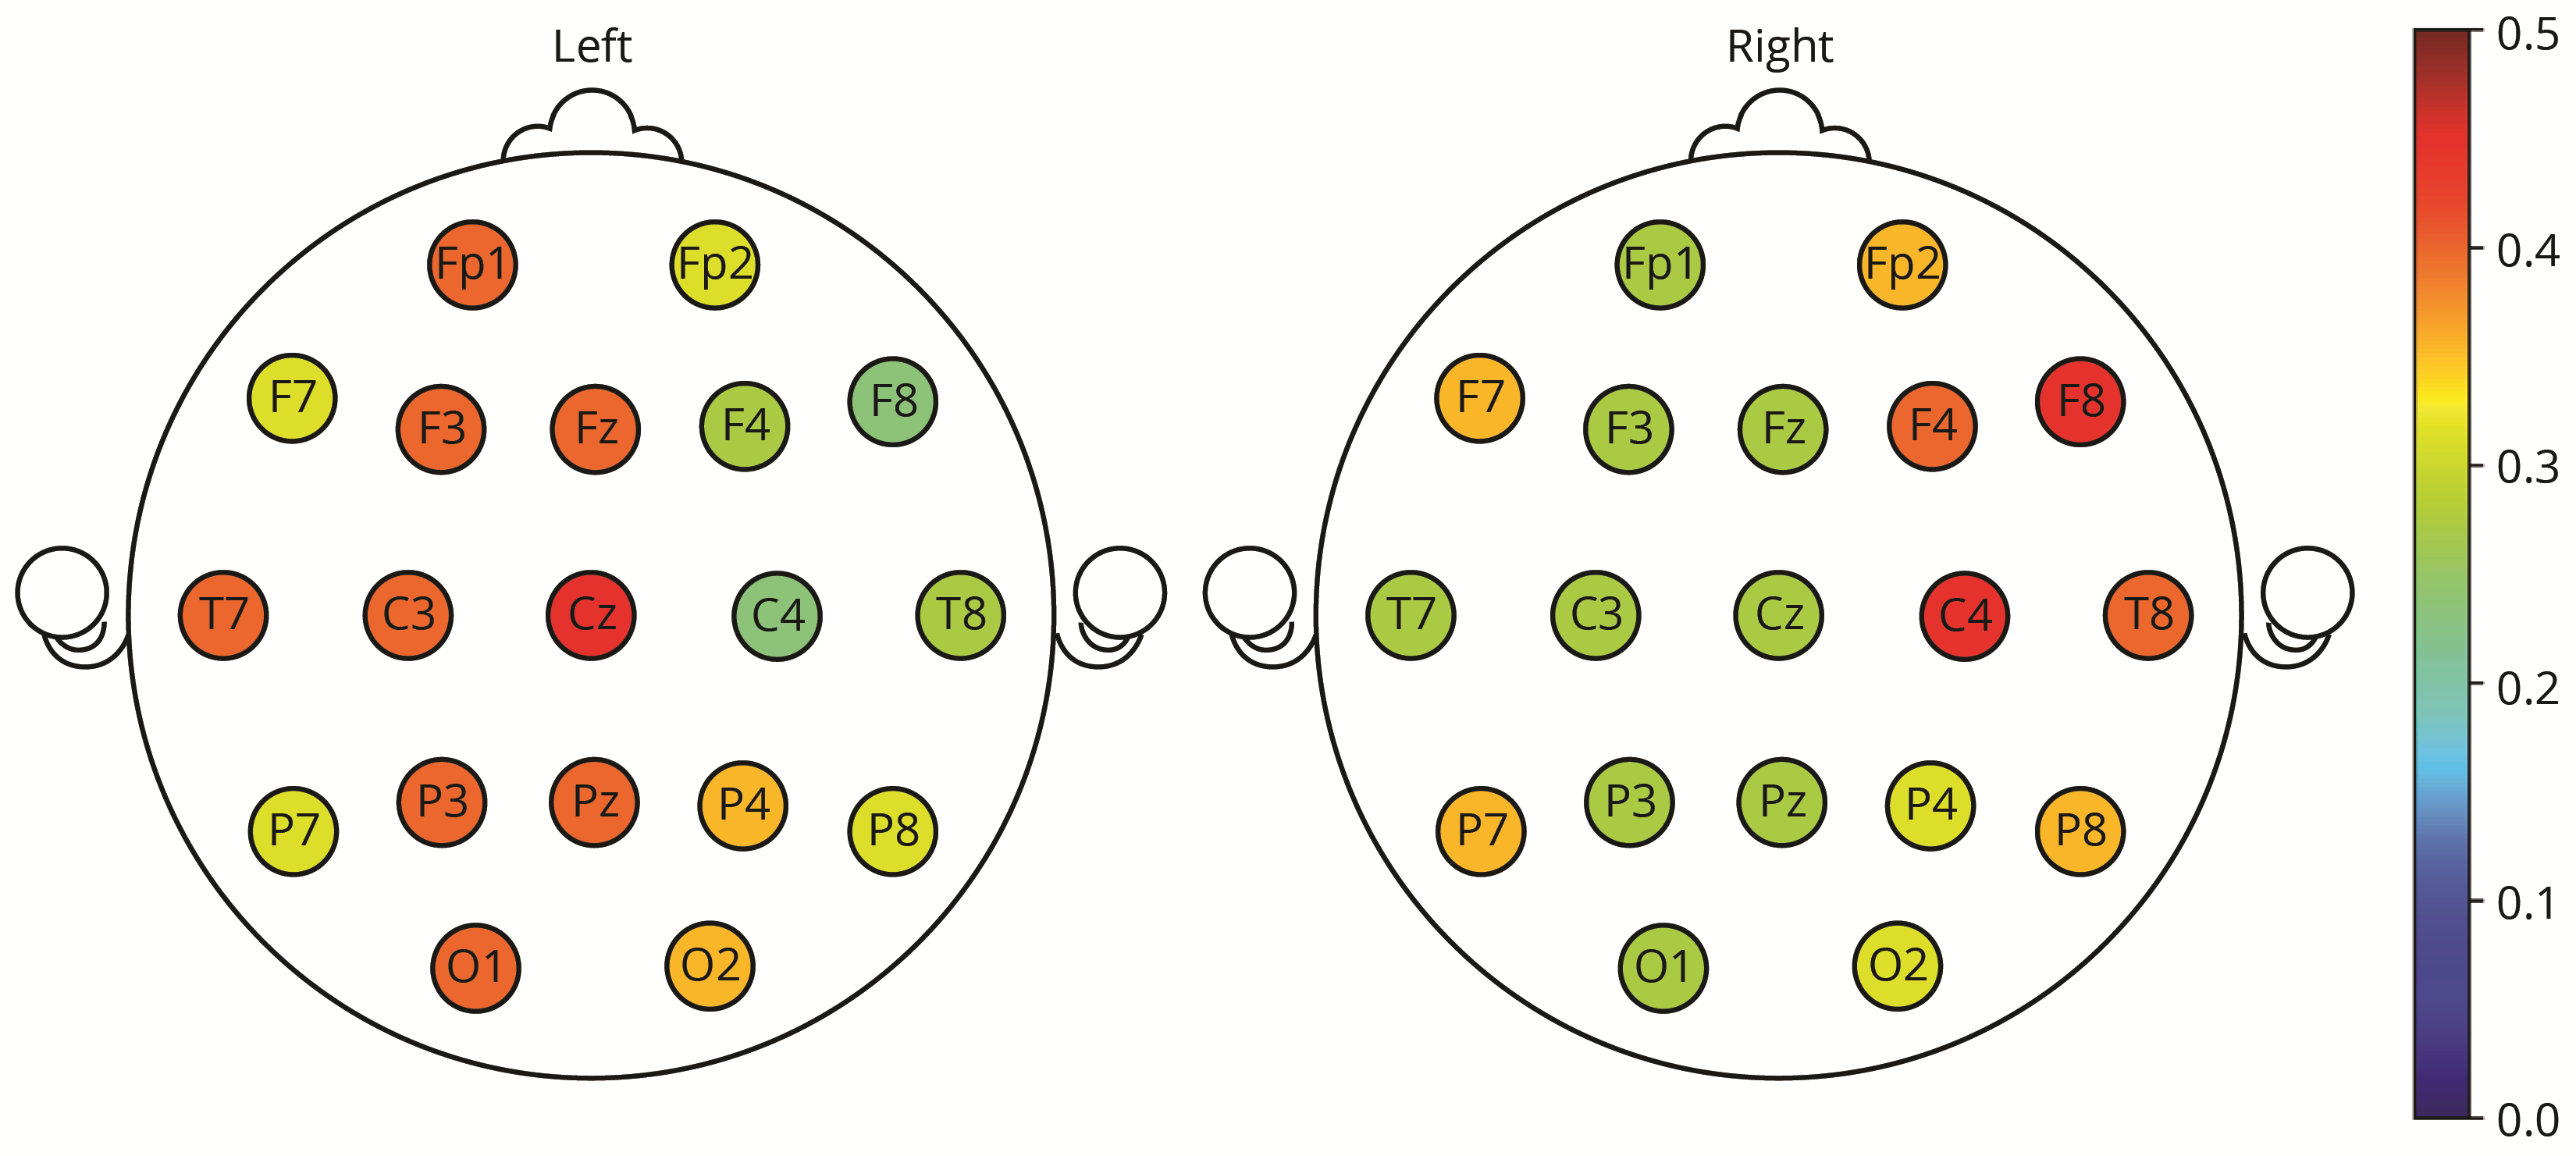 Left
Fp1 Fp2
F7 F3 Fz F4 F8
T7 C3 Cz C4 T8
P7 P3 Pz P4 P8
O1 O2
Right
Fp1 Fp2
F7 F3 Fz F4 F8
T7 C3 Cz C4 T8
P7 P3 Pz P4 P8
O1 O2
0.5
0.4
0.3
0.2
0.1
0.0